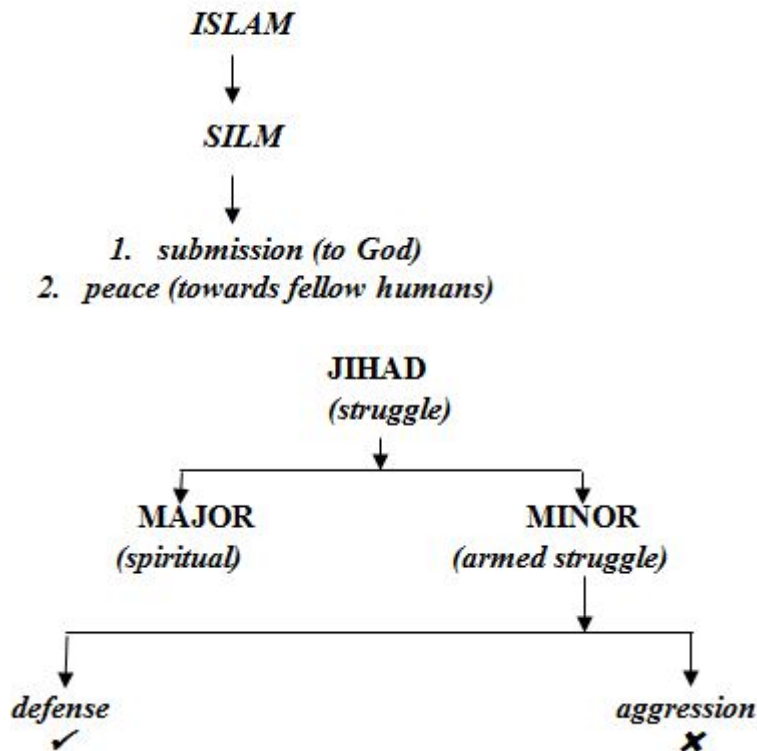 ISLAM
SILM
1. submission (to God)
2. peace (towards fellow humans)
JIHAD
(struggle)
MAJOR MINOR
(spiritual) (armed struggle)
defense aggression
✓ ✗